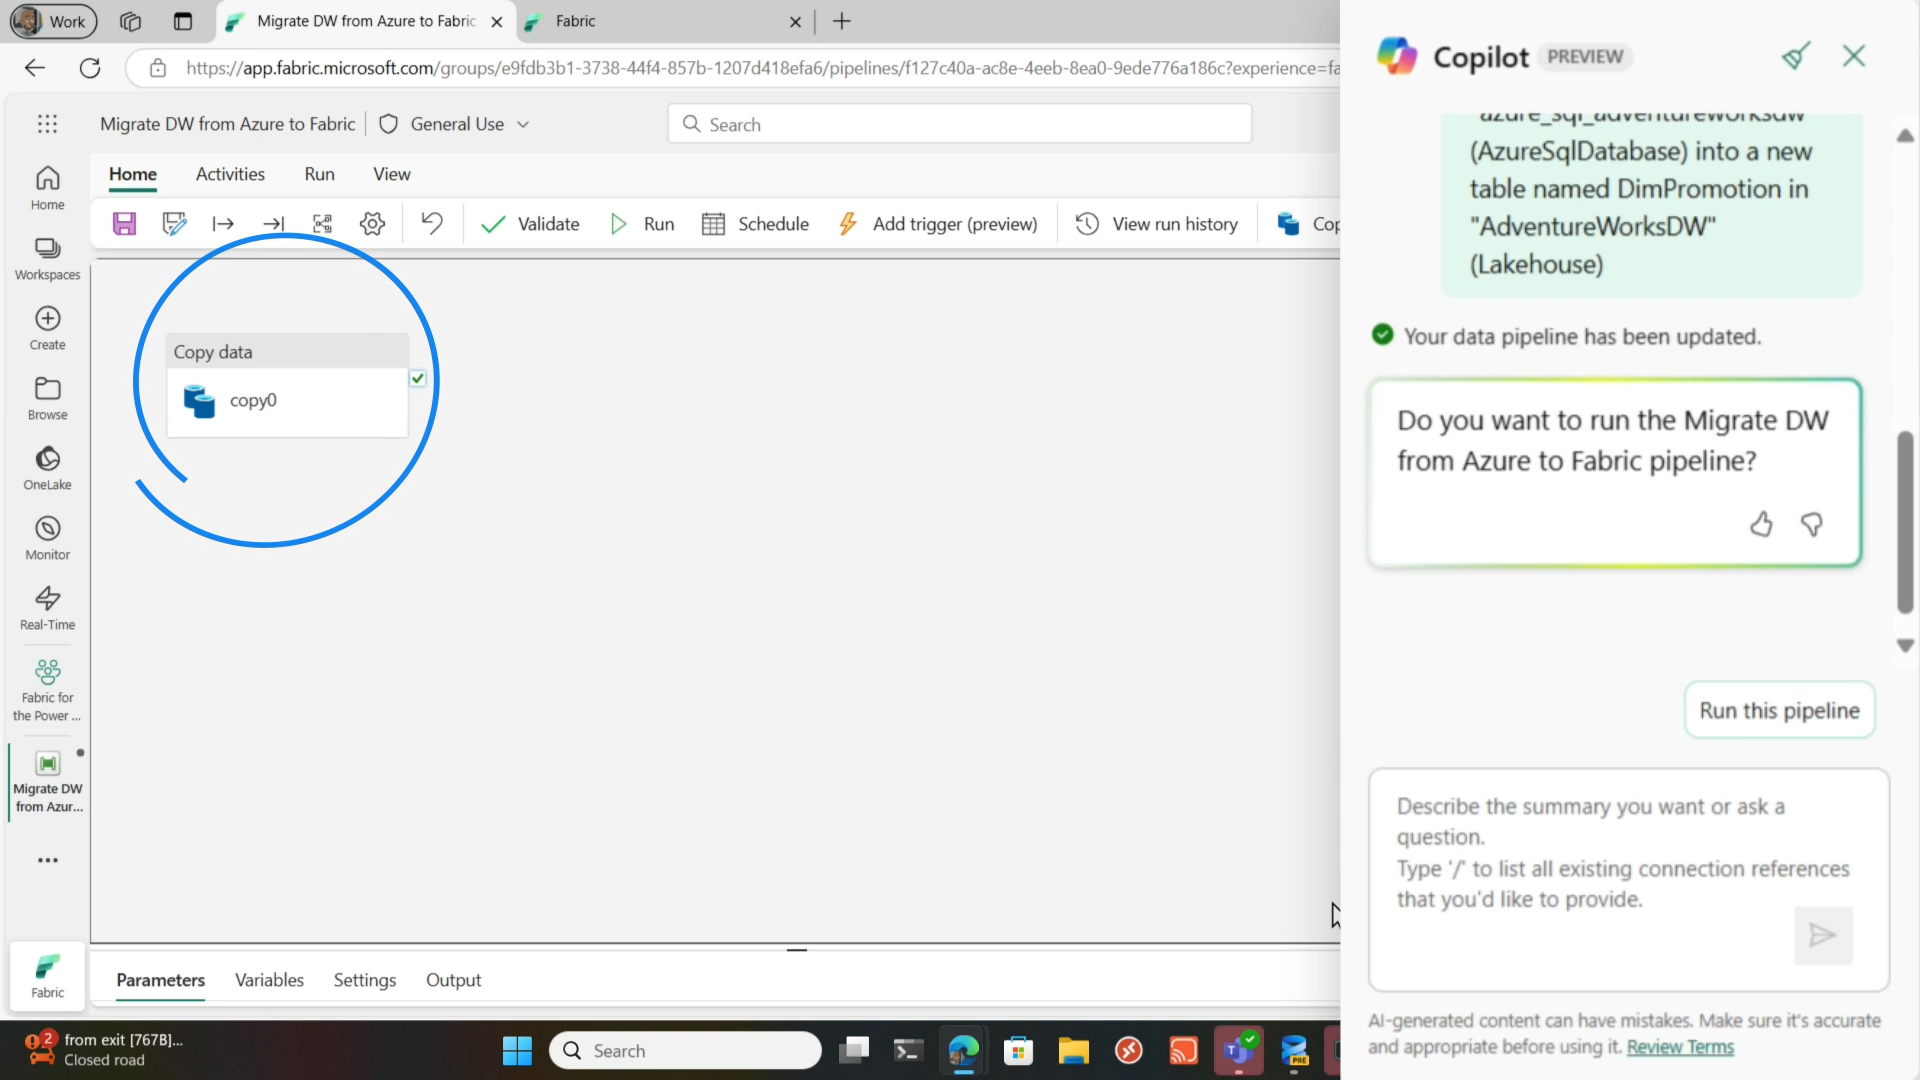 Work
Migrate DW from Azure to Fabric
Fabric
https://app.fabric.microsoft.com/groups/e9fdb3b1-3738-44f4-857b-1207d418efa6/pipelines/f127c40a-ac8e-4eeb-8ea0-9ede776a186c?experience=fa
Migrate DW from Azure to Fabric
General Use
Search
Home Activities Run View
Validate Run Schedule Add trigger (preview) View run history Cop
Home
Workspaces
Create
Browse
OneLake
Monitor
Real-Time
Fabric for
the Power ...
Migrate DW
from Azur...
Fabric
Copy data
copy0
Parameters Variables Settings Output
Copilot PREVIEW
azure_sql_adventureworksdw
(AzureSqlDatabase) into a new
table named DimPromotion in
"AdventureWorksDW"
(Lakehouse)
Your data pipeline has been updated.
Do you want to run the Migrate DW
from Azure to Fabric pipeline?
Run this pipeline
Describe the summary you want or ask a
question.
Type '/' to list all existing connection references
that you'd like to provide.
AI-generated content can have mistakes. Make sure it's accurate
and appropriate before using it. Review Terms
2
from exit [767B]...
Closed road
Search
PRE